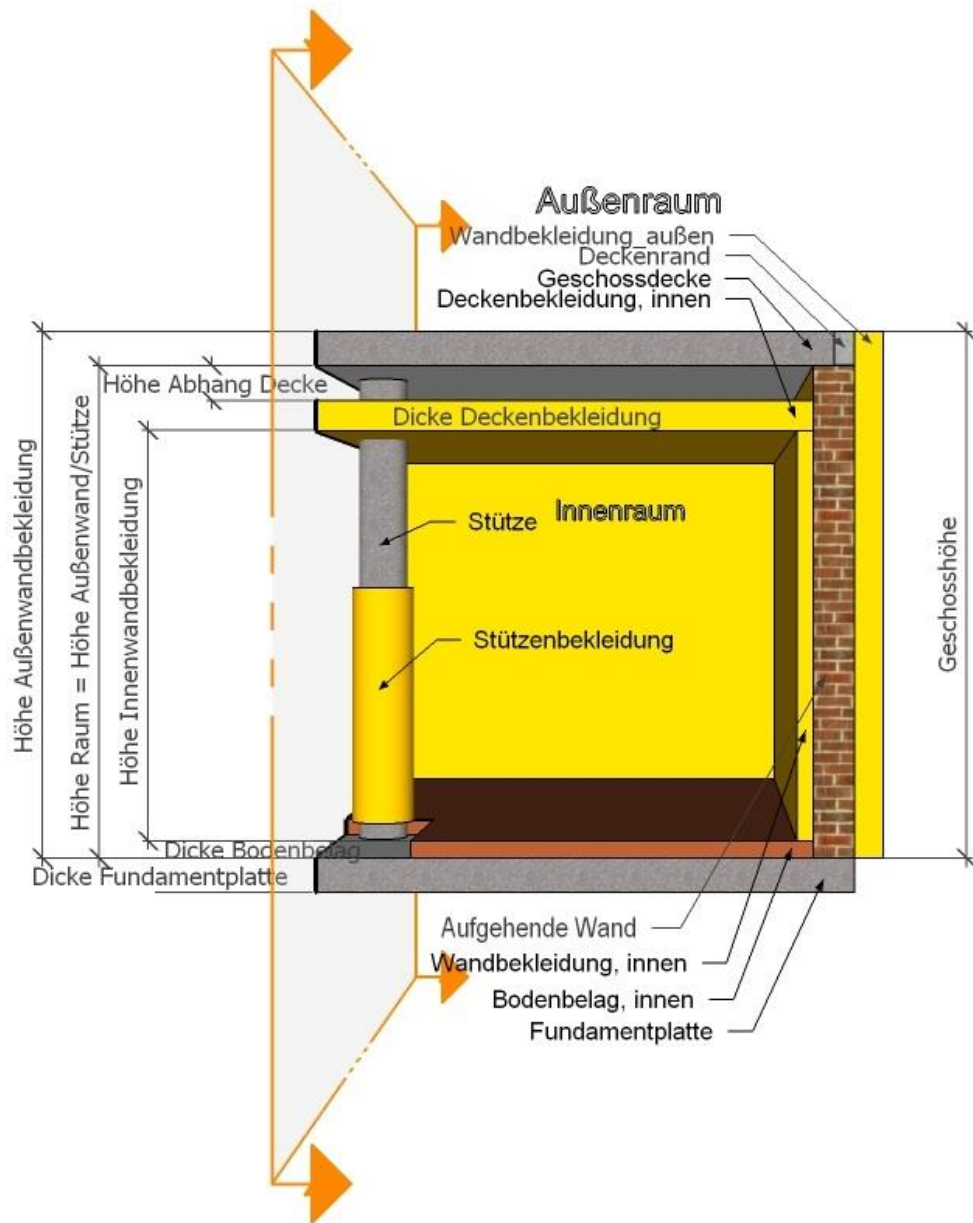 Außenraum
Wandbekleidung_außen
Deckenrand
Geschossdecke
Deckenbekleidung, innen
Höhe Abhang Decke
Dicke Deckenbekleidung
Innenraum
Stütze
Stützenbekleidung
Höhe Außenwandbekleidung
Höhe Raum = Höhe Außenwand/Stütze
Höhe Innenwandbekleidung
Geschosshöhe
Dicke Bodenbelag
Dicke Fundamentplatte
Aufgehende Wand
Wandbekleidung, innen
Bodenbelag, innen
Fundamentplatte